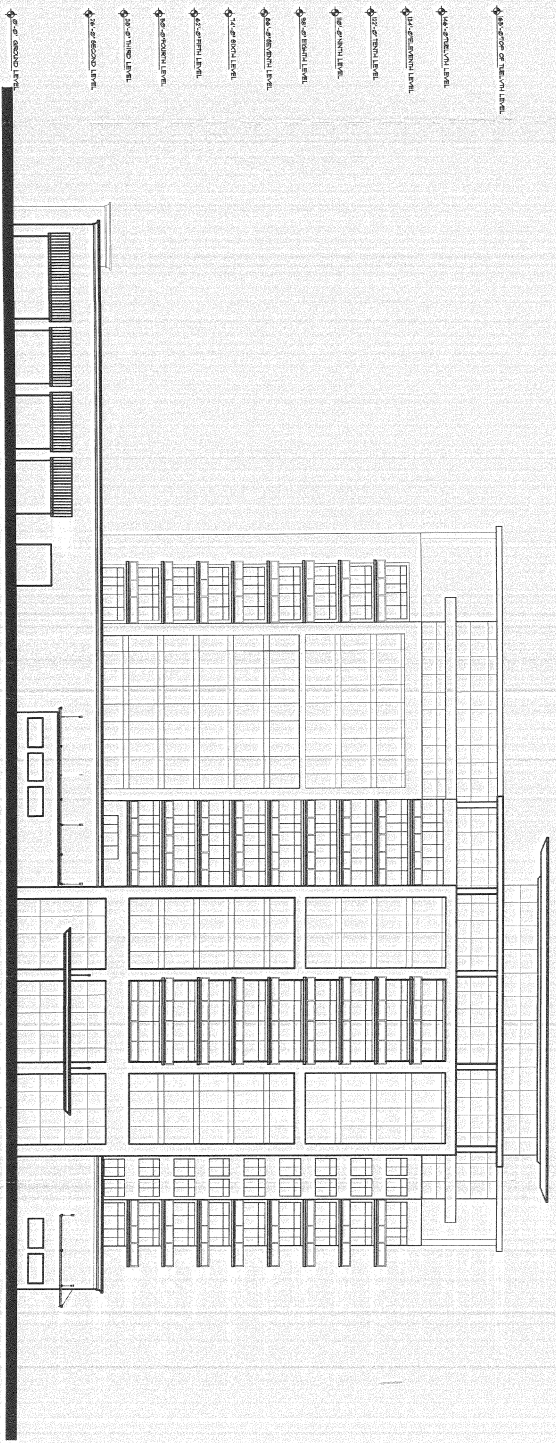 165'-0" TOP OF TWELVTH LEVEL
146'-0" TWELVTH LEVEL
134'-0" ELEVENTH LEVEL
122'-0" TENTH LEVEL
110'-0" NINTH LEVEL
98'-0" EIGHTH LEVEL
86'-0" SEVENTH LEVEL
74'-0" SIXTH LEVEL
62'-0" FIFTH LEVEL
50'-0" FOURTH LEVEL
38'-0" THIRD LEVEL
26'-0" SECOND LEVEL
0'-0" GROUND LEVEL